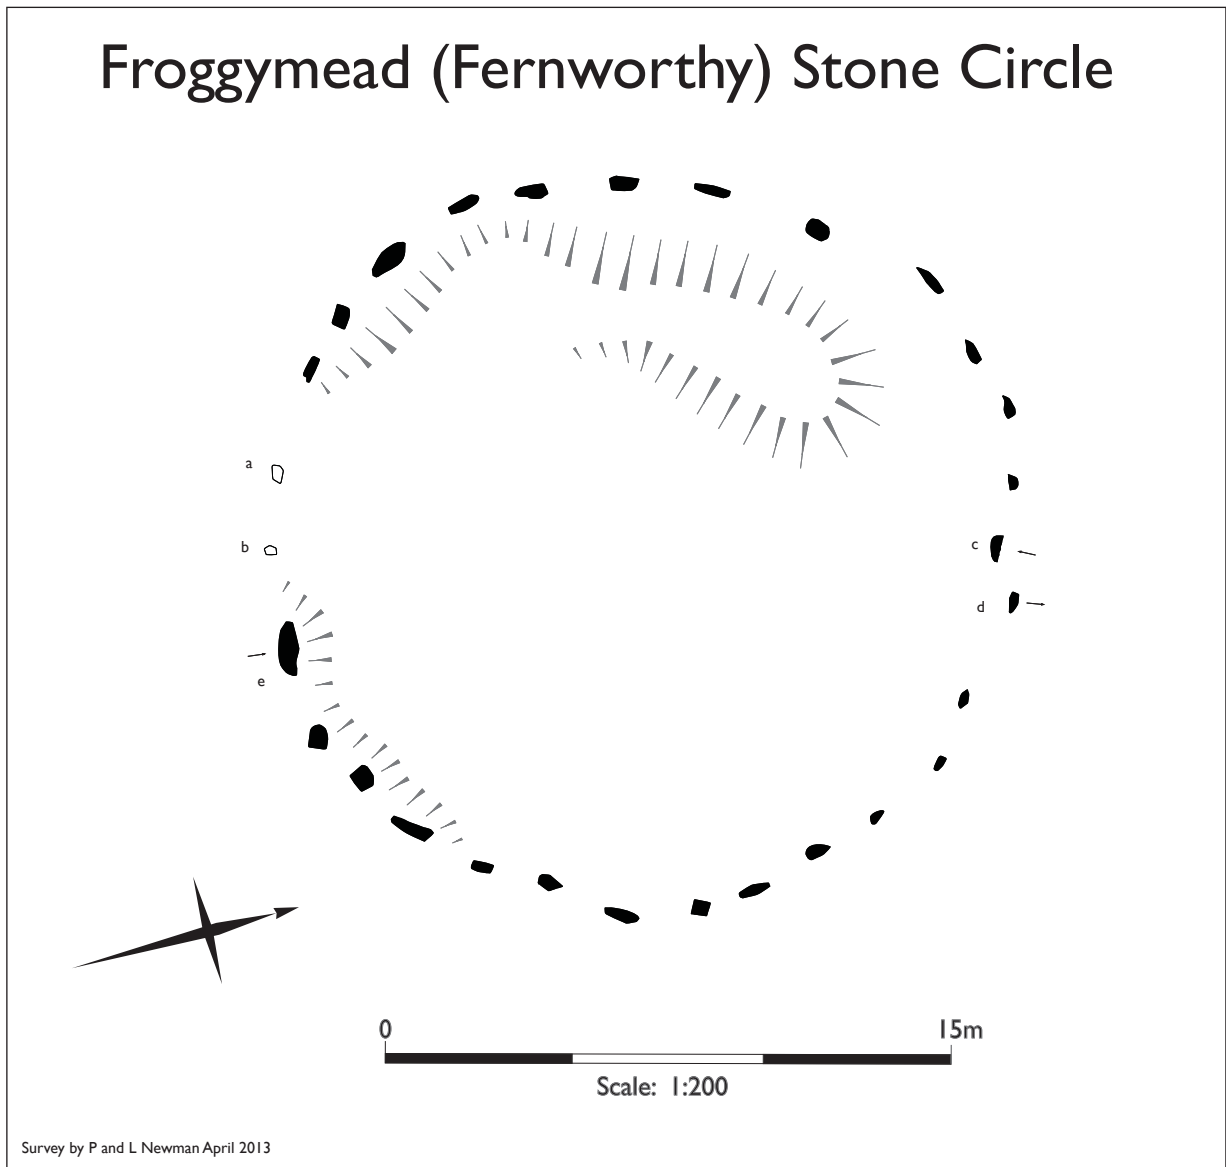 Froggymead (Fernworthy) Stone Circle
a
b
c
d
e
0 15m
Scale: 1:200
Survey by P and L Newman April 2013